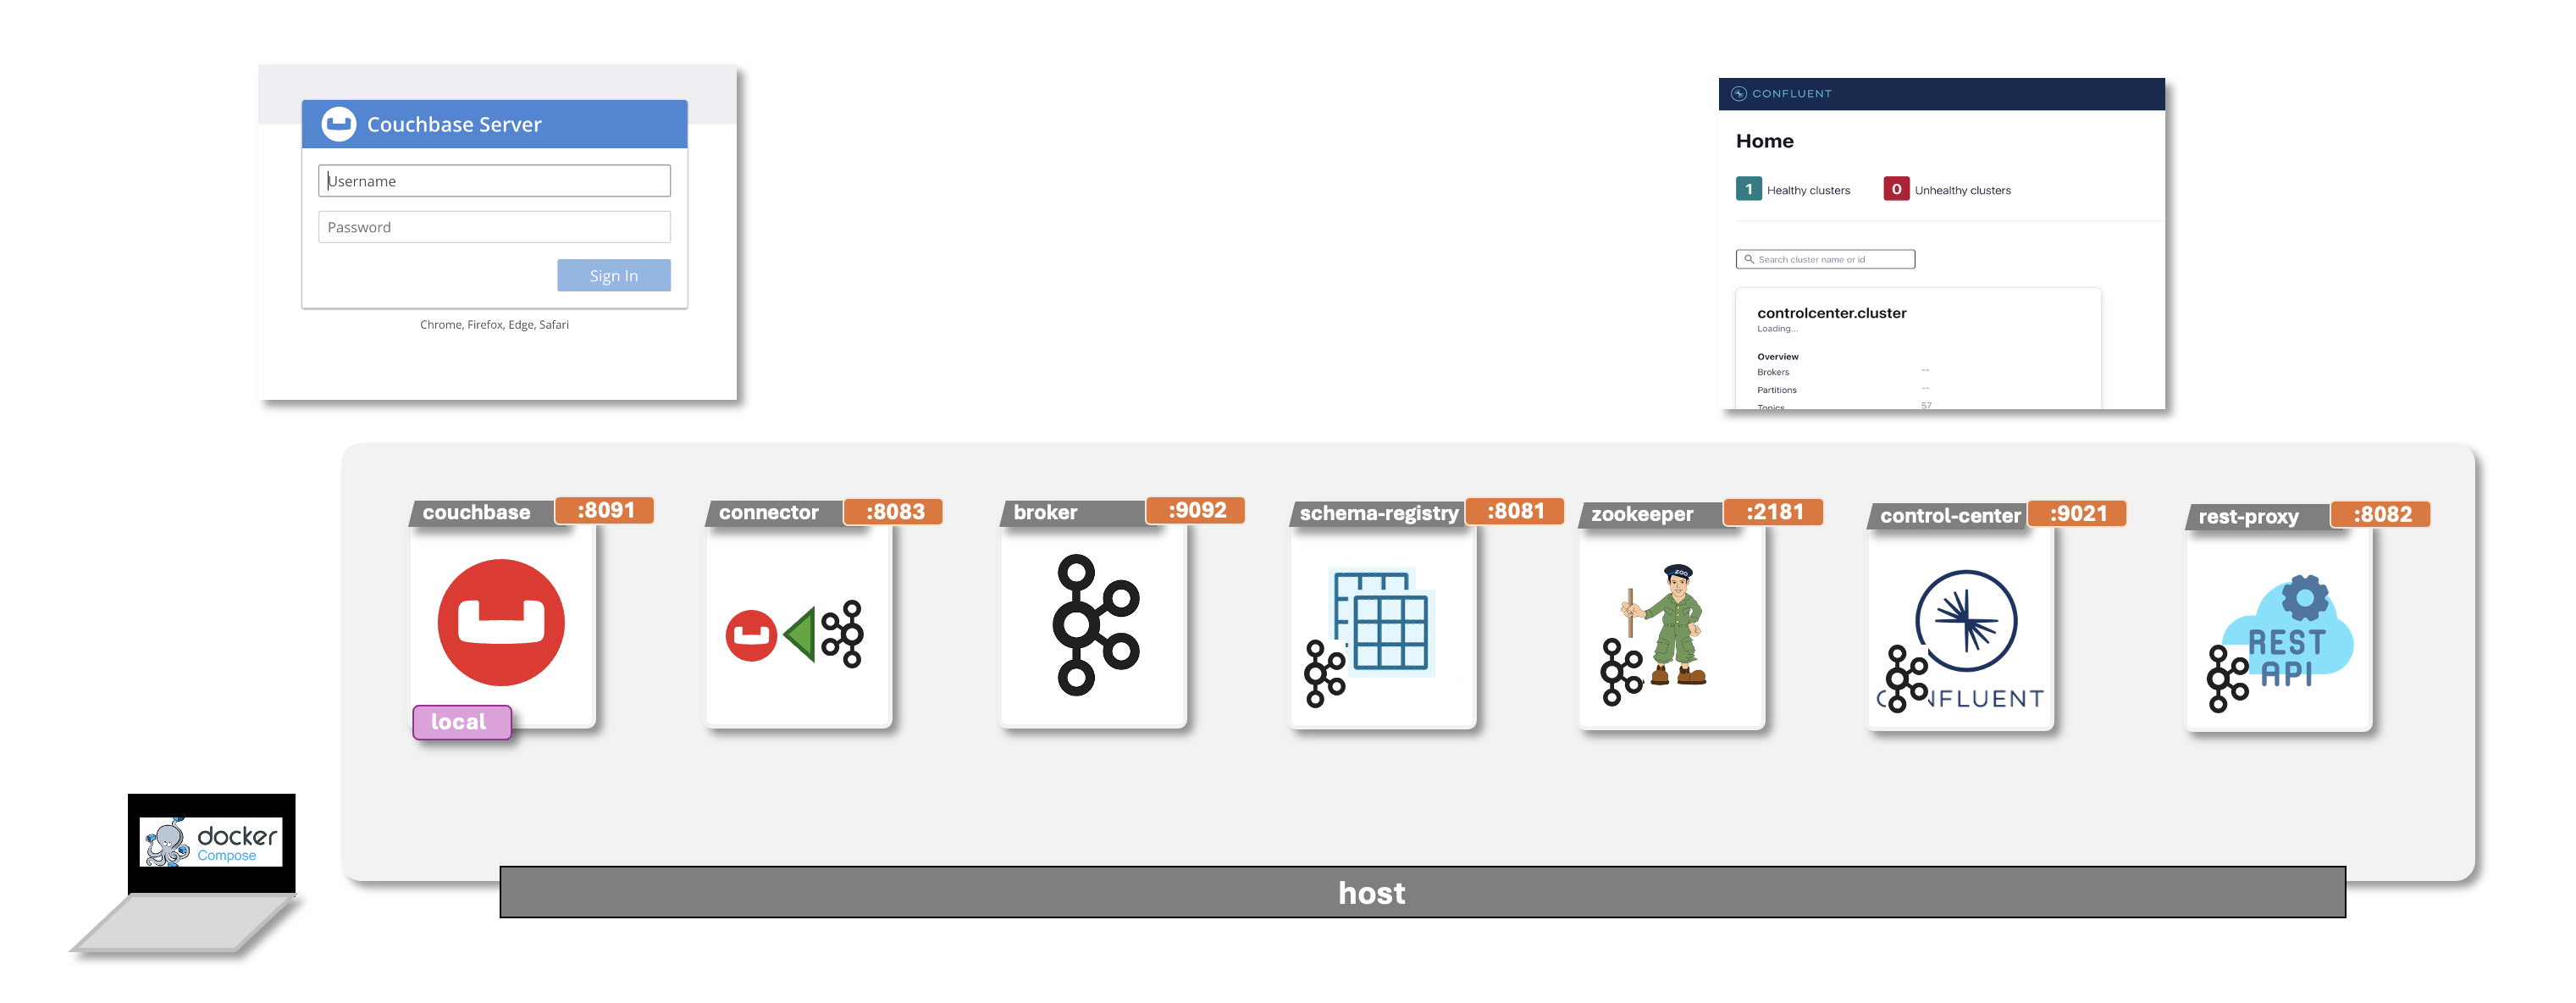 Couchbase Server
Username
Password
Sign In
Chrome, Firefox, Edge, Safari
CONFLUENT
Home
1 Healthy clusters 0 Unhealthy clusters
Search cluster name or id
controlcenter.cluster
Loading...
Overview
Brokers --
Partitions --
Topics 57
couchbase :8091
local
connector :8083
broker :9092
schema-registry :8081
zookeeper :2181
ZOO
control-center :9021
CONFLUENT
rest-proxy :8082
REST
API
docker
Compose
host